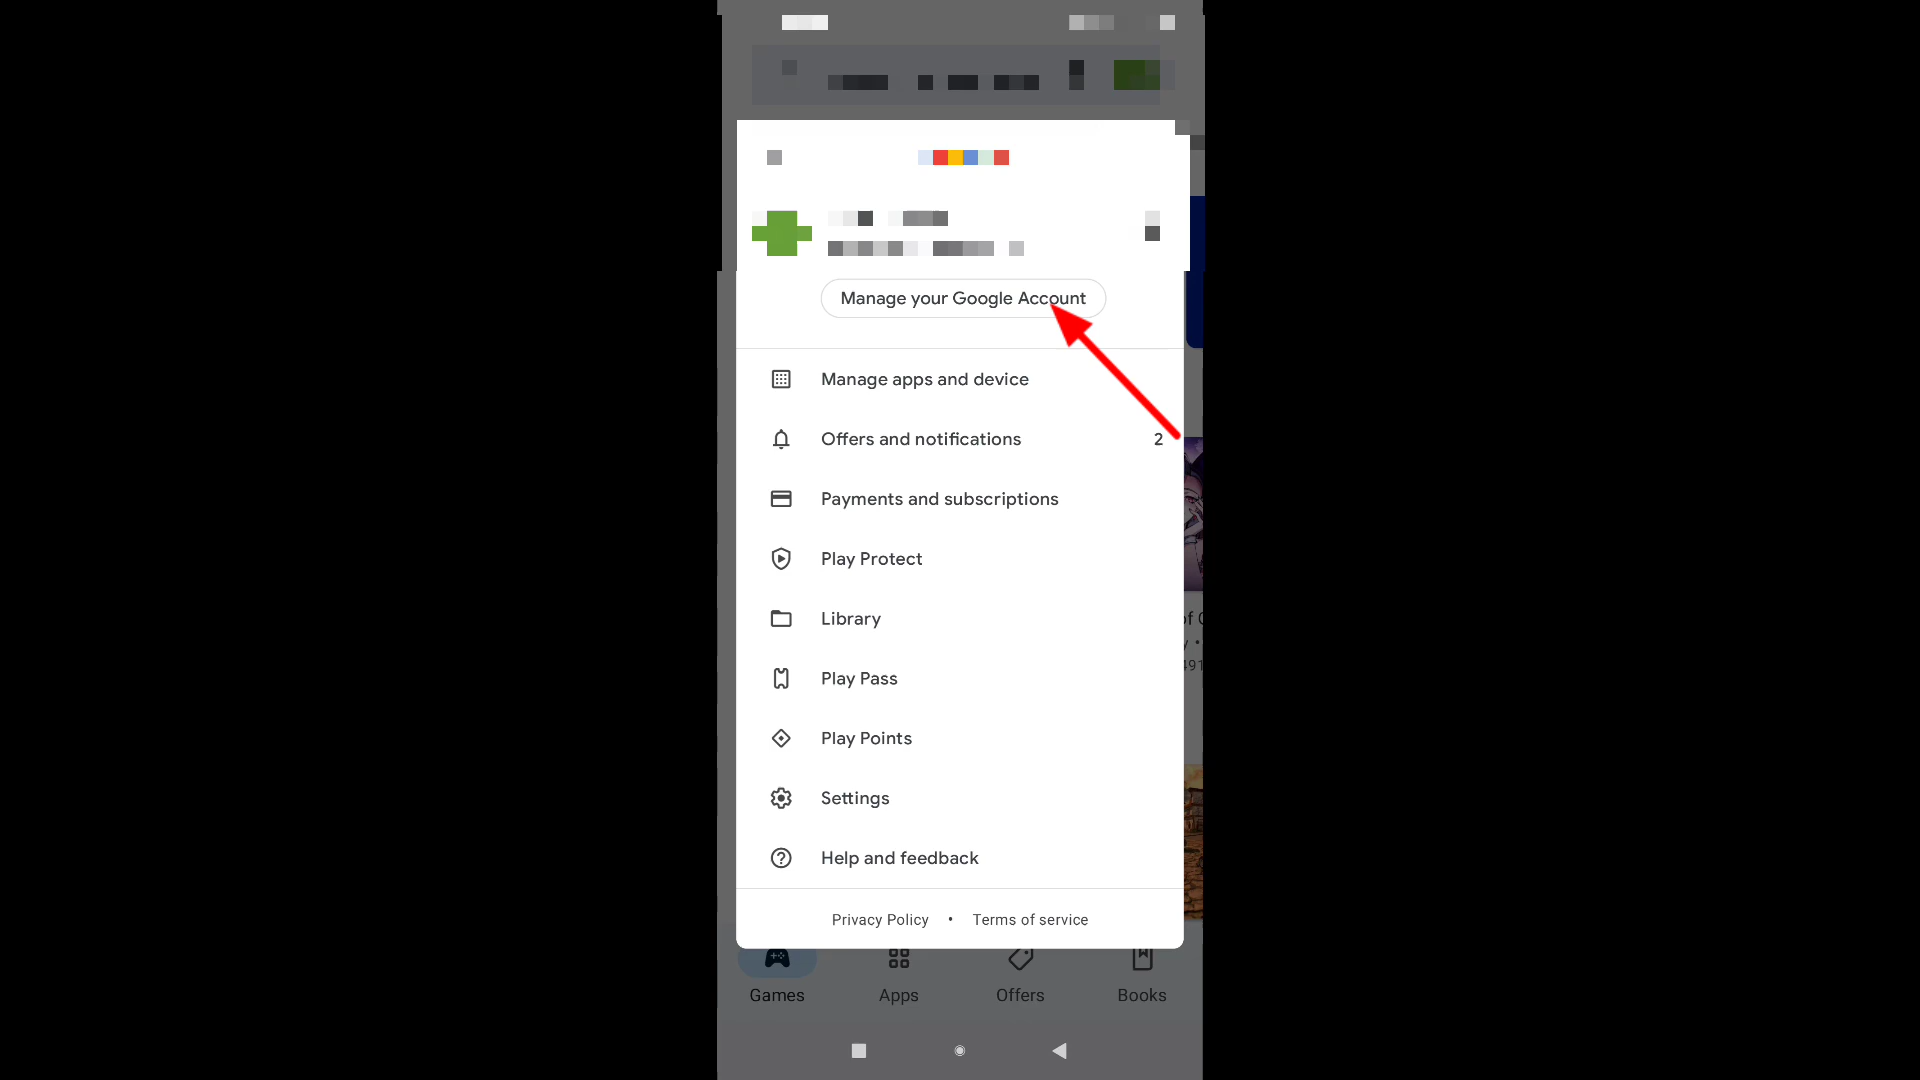 Manage your Google Account
Manage apps and device
Offers and notifications 2
Payments and subscriptions
Play Protect
Library
Play Pass
Play Points
Settings
Help and feedback
Privacy Policy • Terms of service
Games Apps Offers Books